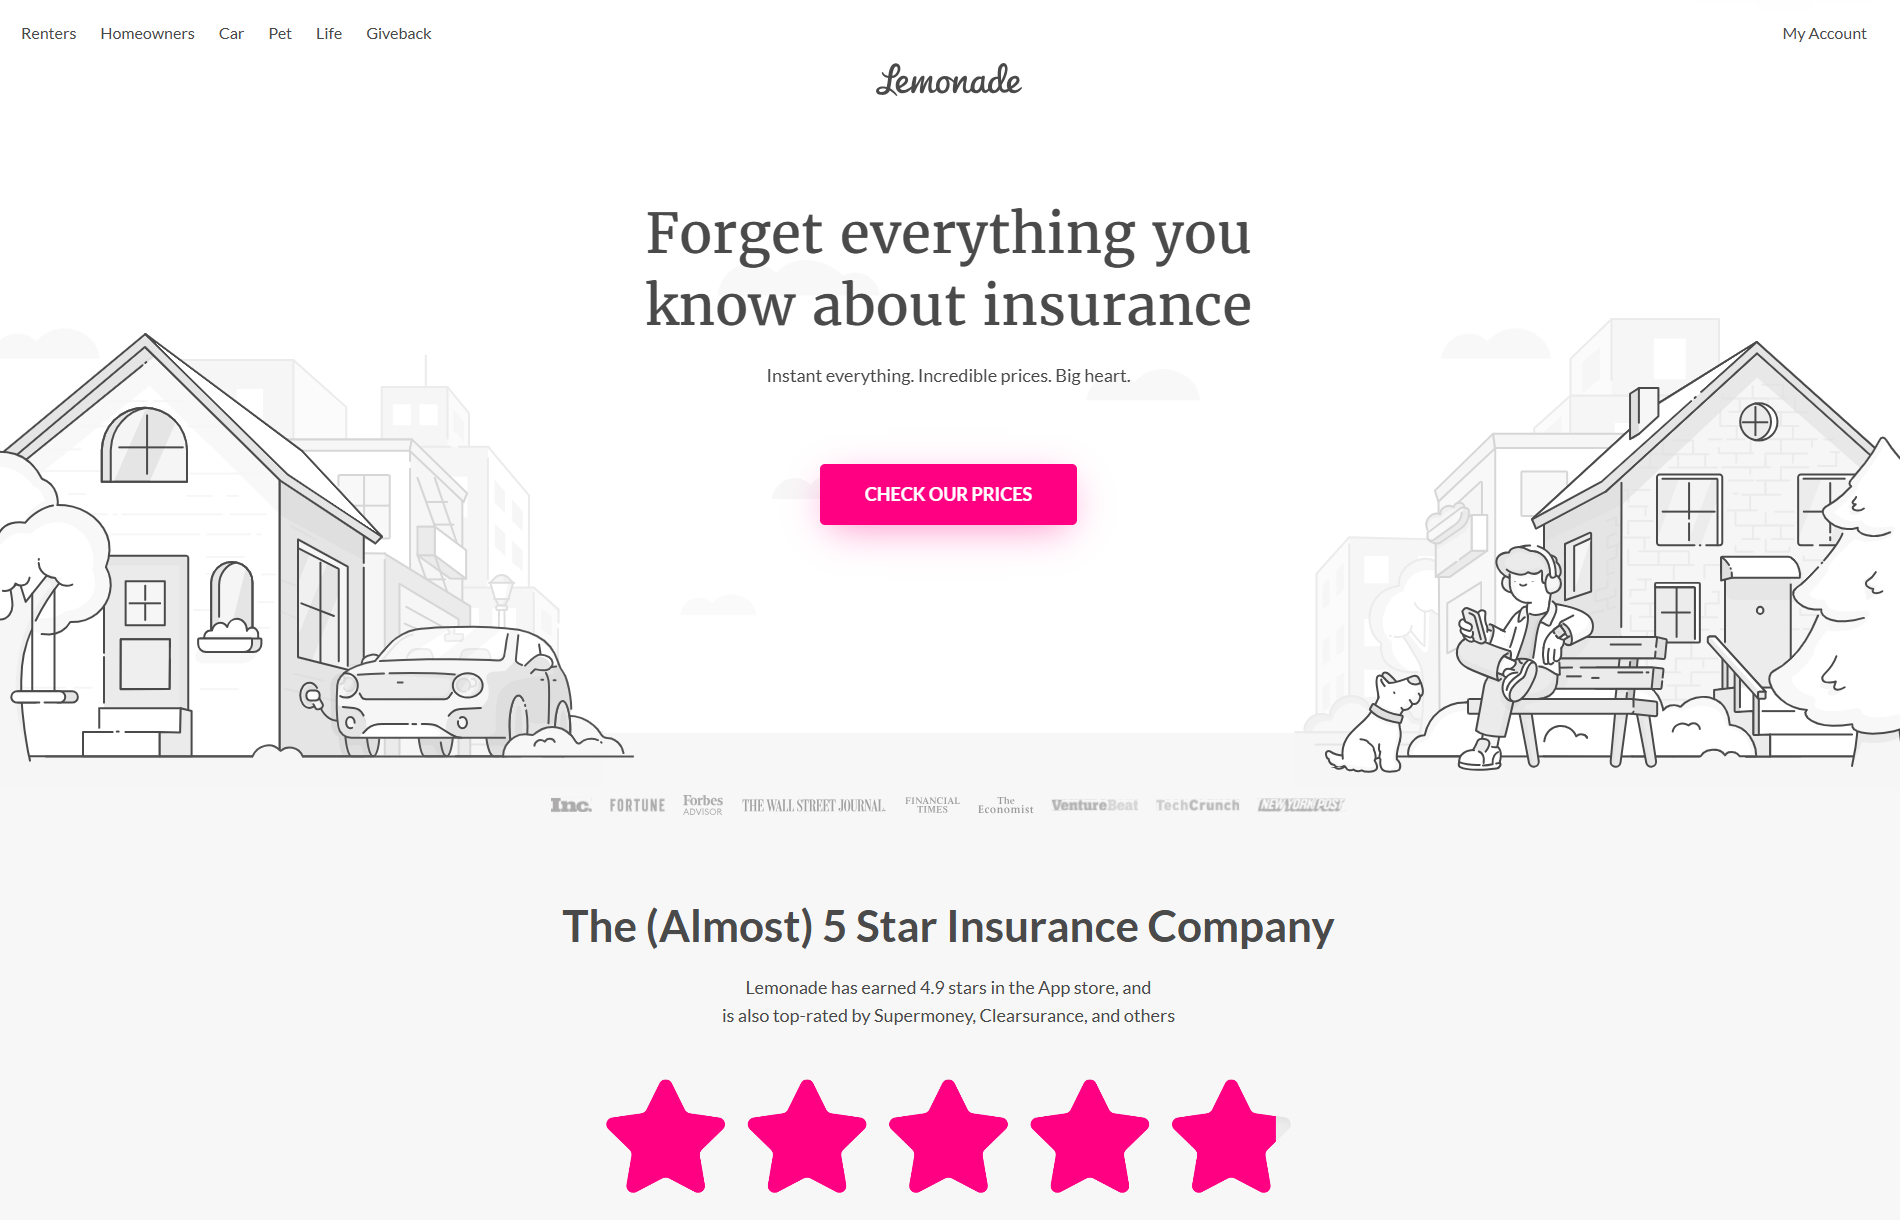 Renters Homeowners Car Pet Life Giveback My Account
Lemonade
Forget everything you
know about insurance
Instant everything. Incredible prices. Big heart.
CHECK OUR PRICES
Inc. FORTUNE Forbes ADVISOR THE WALL STREET JOURNAL. FINANCIAL TIMES The Economist VentureBeat TechCrunch NEW YORK POST
The (Almost) 5 Star Insurance Company
Lemonade has earned 4.9 stars in the App store, and
is also top-rated by Supermoney, Clearsurance, and others